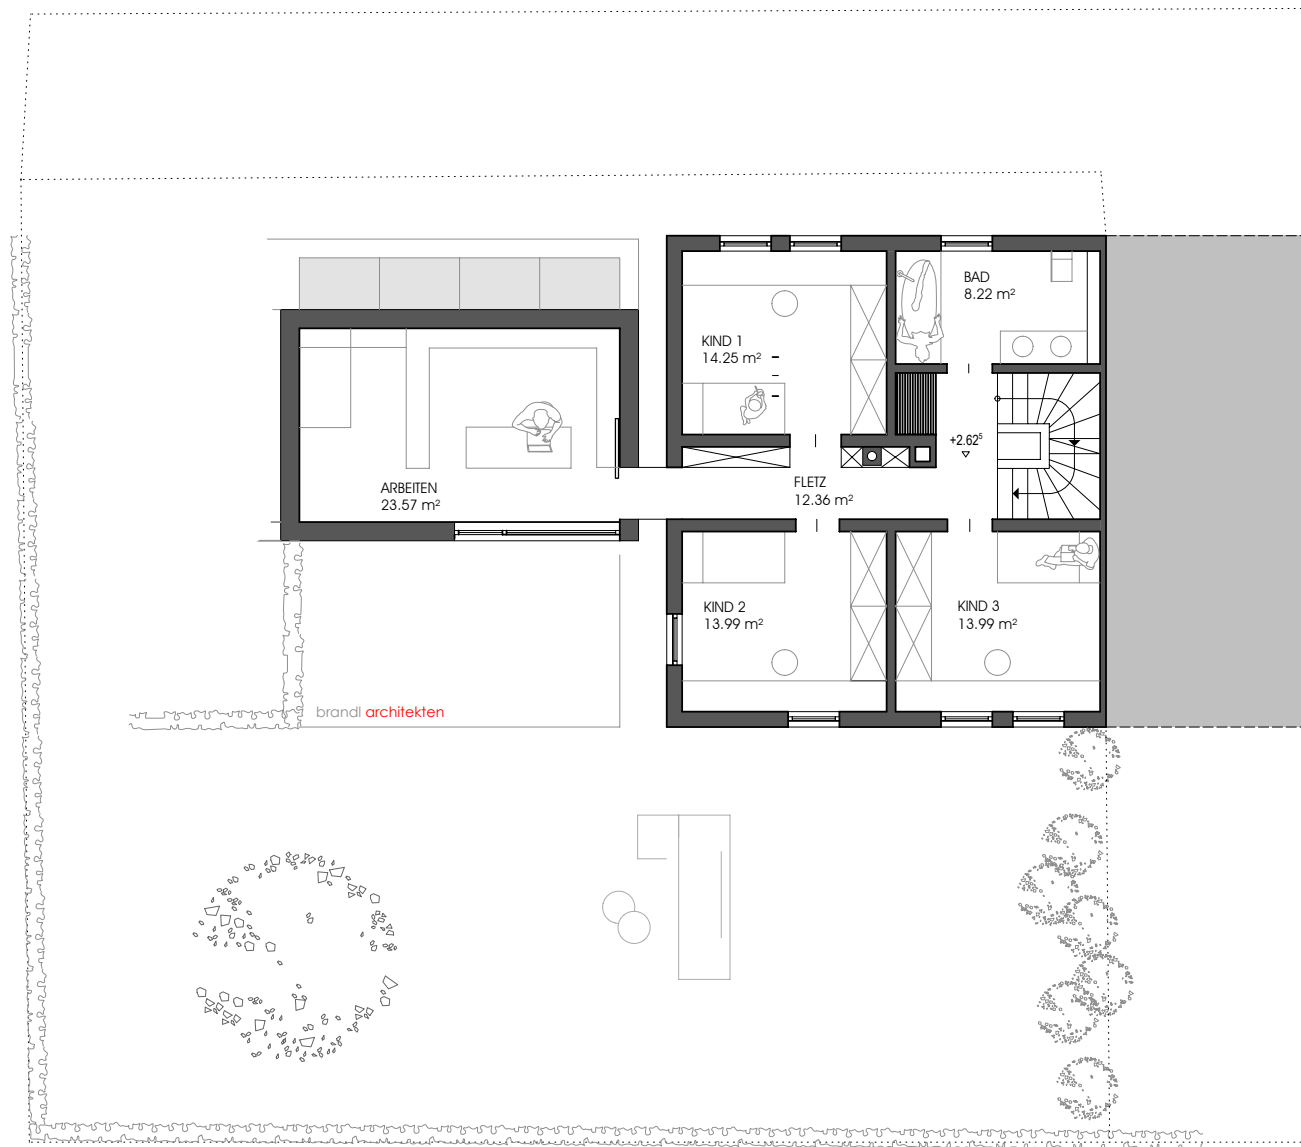 BAD
8.22 m²
KIND 1
14.25 m²
+2.62⁵
FLETZ
12.36 m²
ARBEITEN
23.57 m²
KIND 2
13.99 m²
KIND 3
13.99 m²
brandl architekten